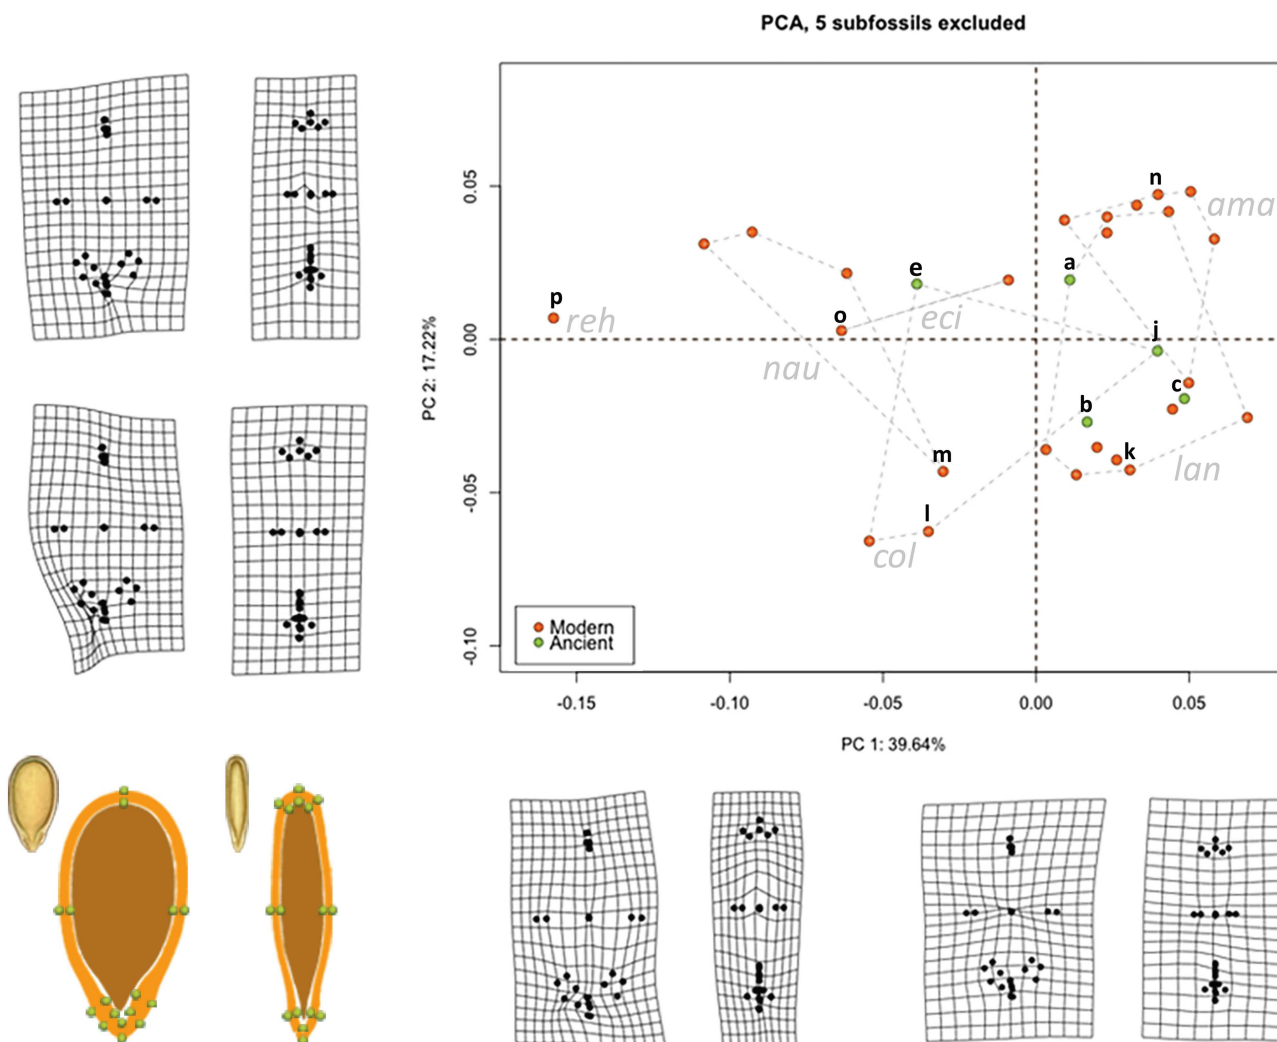 PCA, 5 subfossils excluded
PC 2: 17.22%
0.05
0.00
-0.05
-0.10
n
ama
a
e
eci
p
reh
o
j
nau
c
b
m
k
lan
l
col
Modern
Ancient
-0.15
-0.10
-0.05
0.00
0.05
PC 1: 39.64%